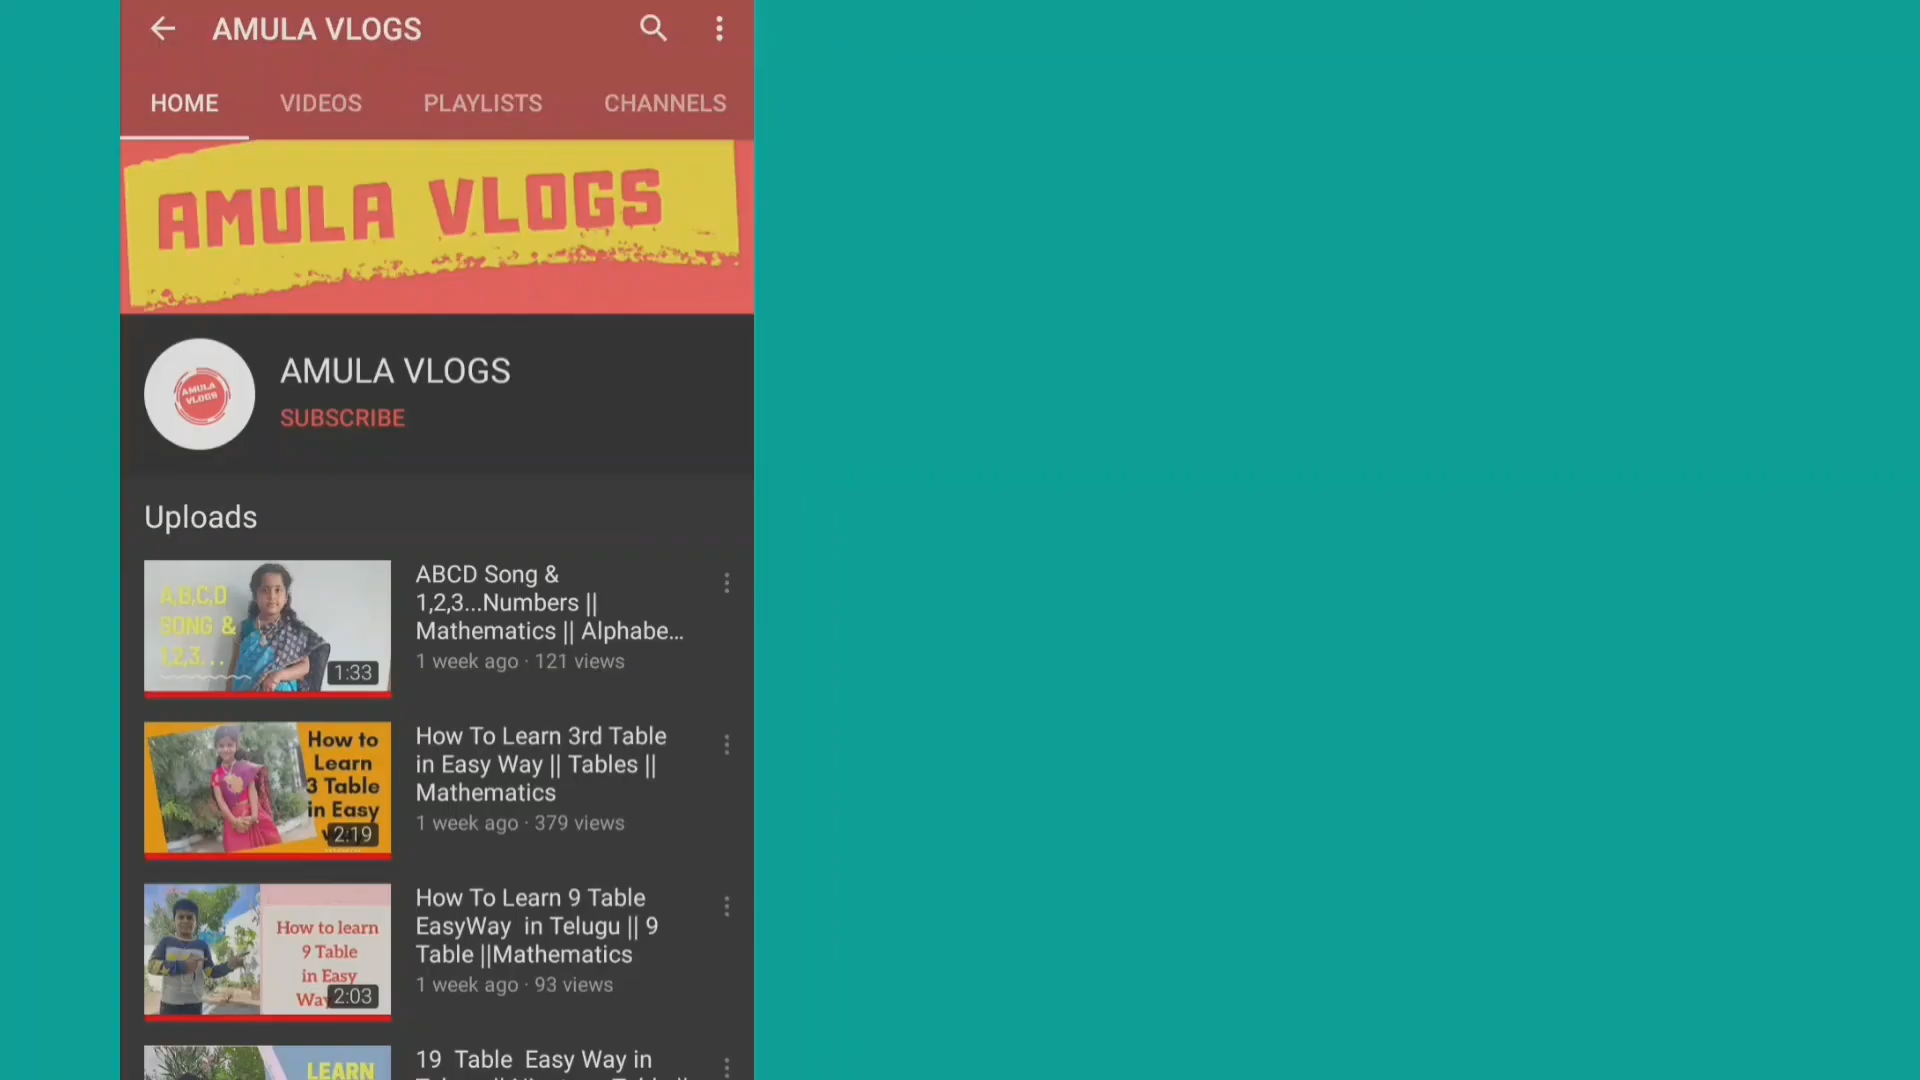 AMULA VLOGS
HOME VIDEOS PLAYLISTS CHANNELS
AMULA VLOGS
AMULA
VLOGS
AMULA VLOGS
SUBSCRIBE
Uploads
A,B,C,D
SONG &
1,2,3...
1:33
ABCD Song &
1,2,3...Numbers ||
Mathematics || Alphabe...
1 week ago · 121 views
How to
Learn
3 Table
in Easy
2:19
How To Learn 3rd Table
in Easy Way || Tables ||
Mathematics
1 week ago · 379 views
How to learn
9 Table
in Easy
Way
2:03
How To Learn 9 Table
EasyWay in Telugu || 9
Table ||Mathematics
1 week ago · 93 views
LEARN
19 Table Easy Way in